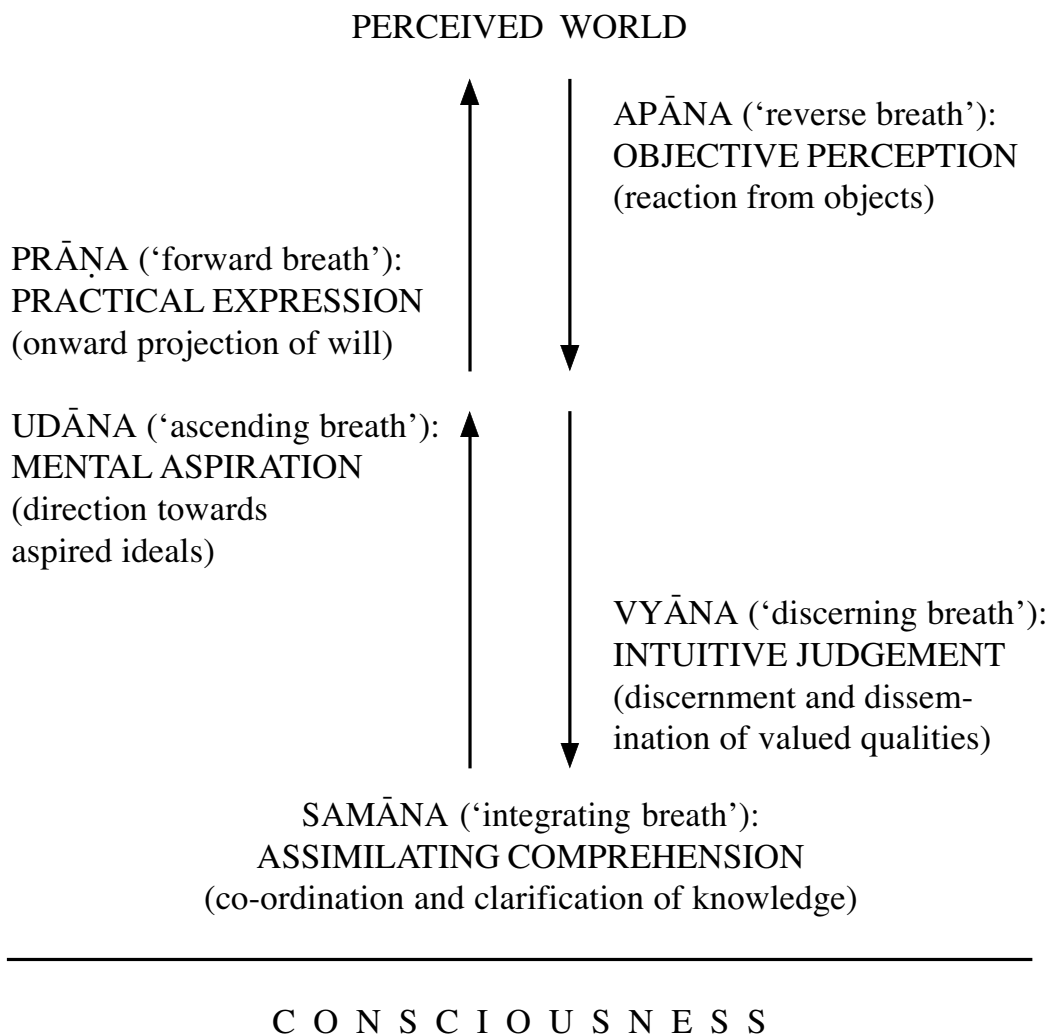 PERCEIVED WORLD
APĀNA (‘reverse breath’):
OBJECTIVE PERCEPTION
(reaction from objects)
PRĀṆA (‘forward breath’):
PRACTICAL EXPRESSION
(onward projection of will)
UDĀNA (‘ascending breath’):
MENTAL ASPIRATION
(direction towards
aspired ideals)
VYĀNA (‘discerning breath’):
INTUITIVE JUDGEMENT
(discernment and dissem-
ination of valued qualities)
SAMĀNA (‘integrating breath’):
ASSIMILATING COMPREHENSION
(co-ordination and clarification of knowledge)
C O N S C I O U S N E S S